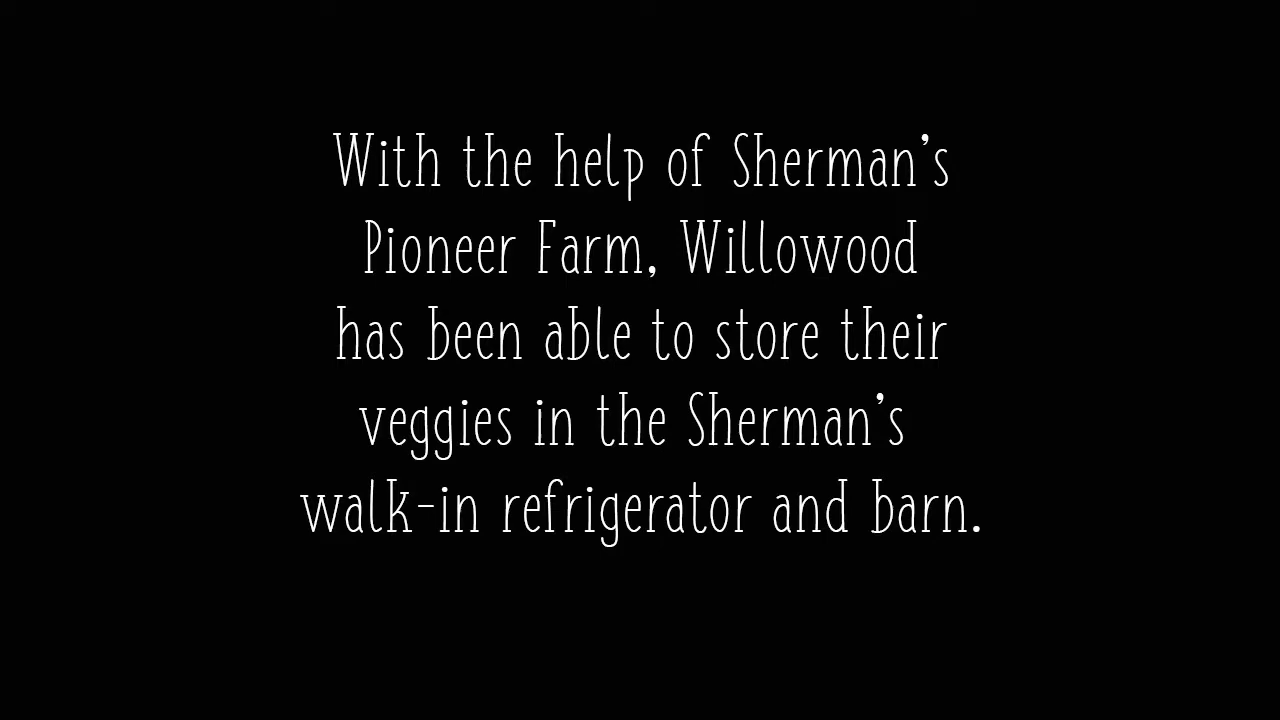 With the help of Sherman's
Pioneer Farm, Willowood
has been able to store their
veggies in the Sherman's
walk-in refrigerator and barn.